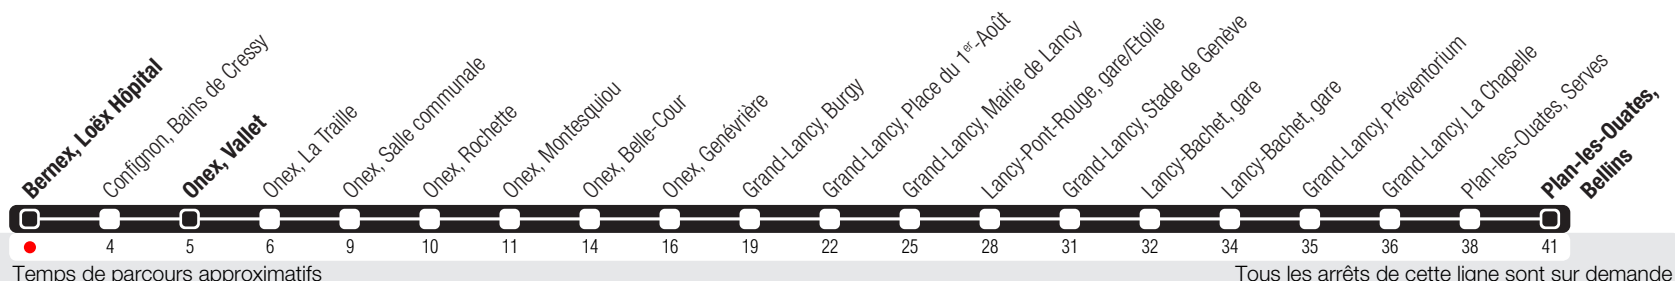 Bernex, Loëx Hôpital
Confignon, Bains de Cressy
Onex, Vallet
Onex, La Traille
Onex, Salle communale
Onex, Rochette
Onex, Montesquiou
Onex, Belle-Cour
Onex, Genévrière
Grand-Lancy, Burgy
Grand-Lancy, Place du 1er-Août
Grand-Lancy, Mairie de Lancy
Lancy-Pont-Rouge, gare/Etoile
Grand-Lancy, Stade de Genève
Lancy-Bachet, gare
Lancy-Bachet, gare
Grand-Lancy, Préventorium
Grand-Lancy, La Chapelle
Plan-les-Ouates, Serves
Plan-les-Ouates,
Bellins
4 5 6 9 10 11 14 16 19 22 25 28 31 32 34 35 36 38 41
Temps de parcours approximatifs
Tous les arrêts de cette ligne sont sur demande